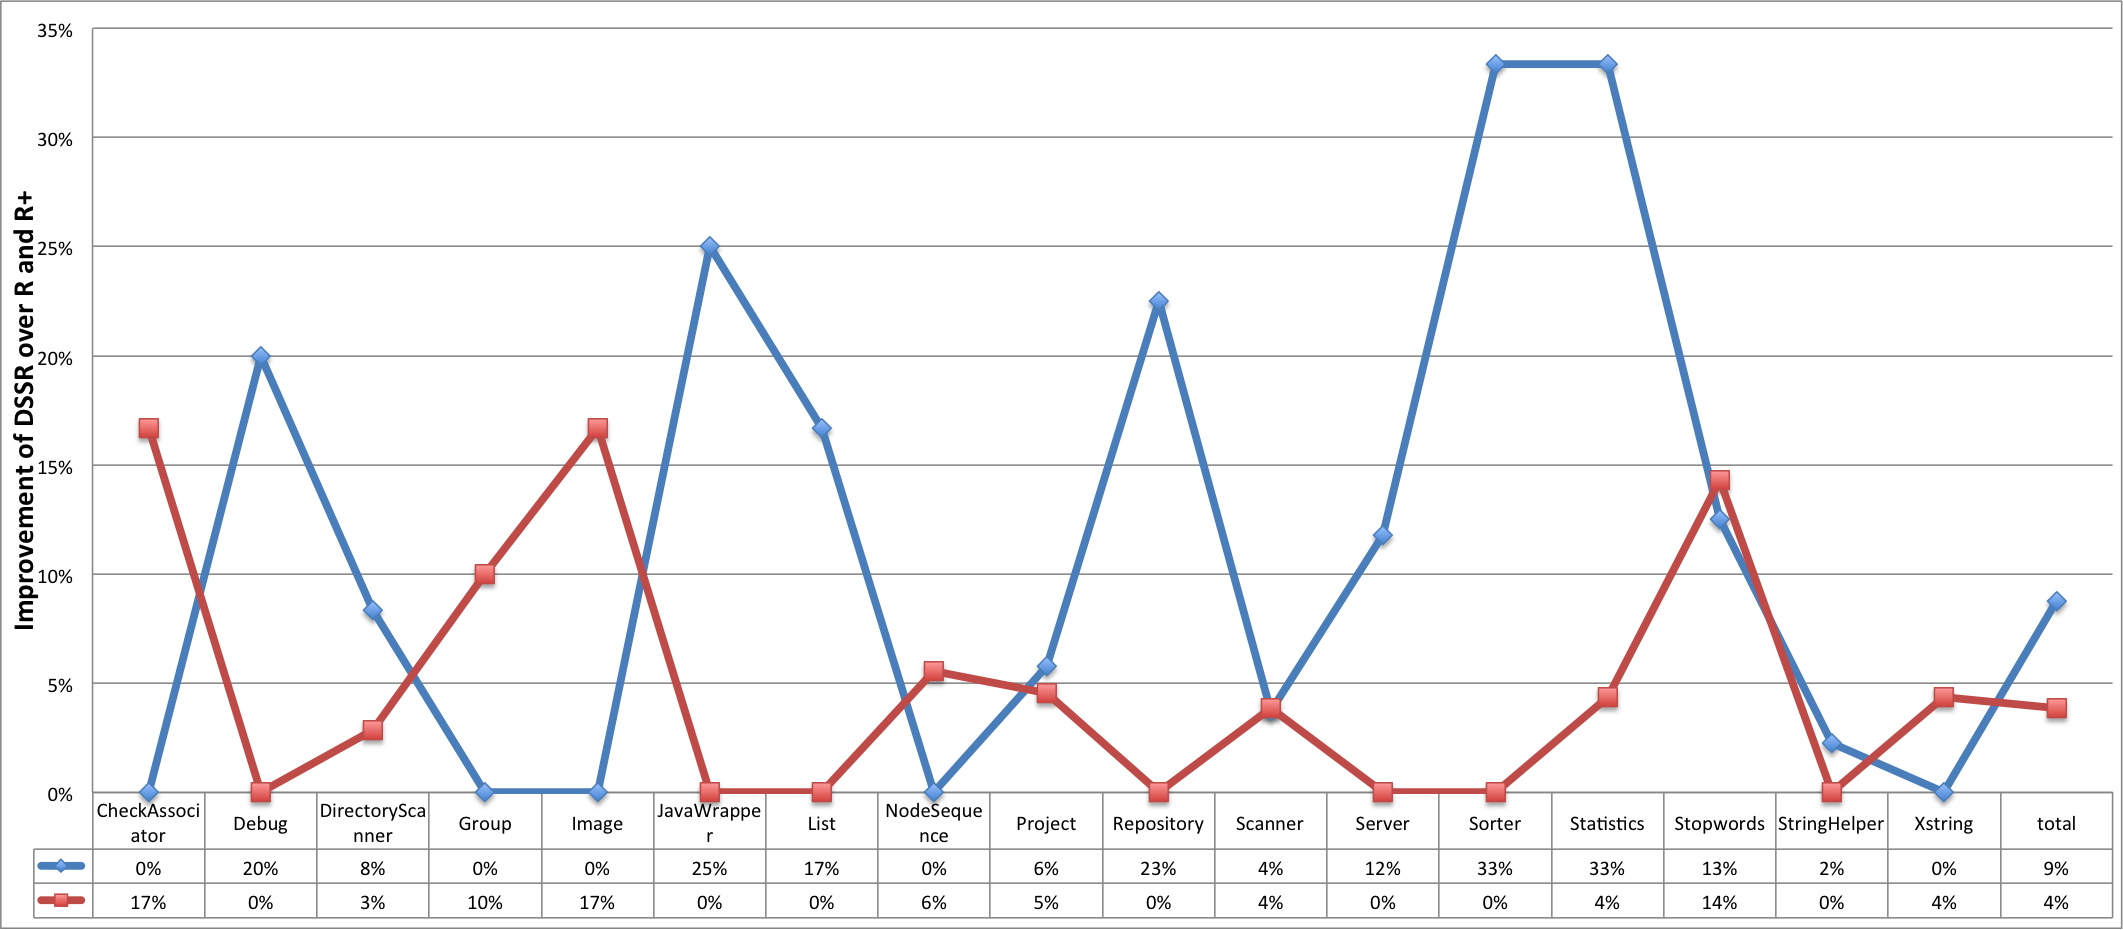 Improvement of DSSR over R and R+
35%
30%
25%
20%
15%
10%
5%
0%
CheckAssoci
ator
Debug
DirectorySca
nner
Group
Image
JavaWrappe
r
List
NodeSeque
nce
Project
Repository
Scanner
Server
Sorter
Statistics
Stopwords
StringHelper
Xstring
total
0% 20% 8% 0% 0% 25% 17% 0% 6% 23% 4% 12% 33% 33% 13% 2% 0% 9%
17% 0% 3% 10% 17% 0% 0% 6% 5% 0% 4% 0% 0% 4% 14% 0% 4% 4%